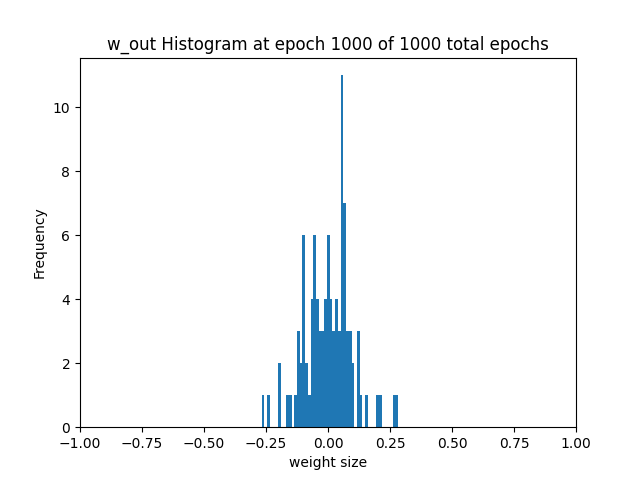 w_out Histogram at epoch 1000 of 1000 total epochs
10
8
6
4
2
0
Frequency
−1.00 −0.75 −0.50 −0.25 0.00 0.25 0.50 0.75 1.00
weight size